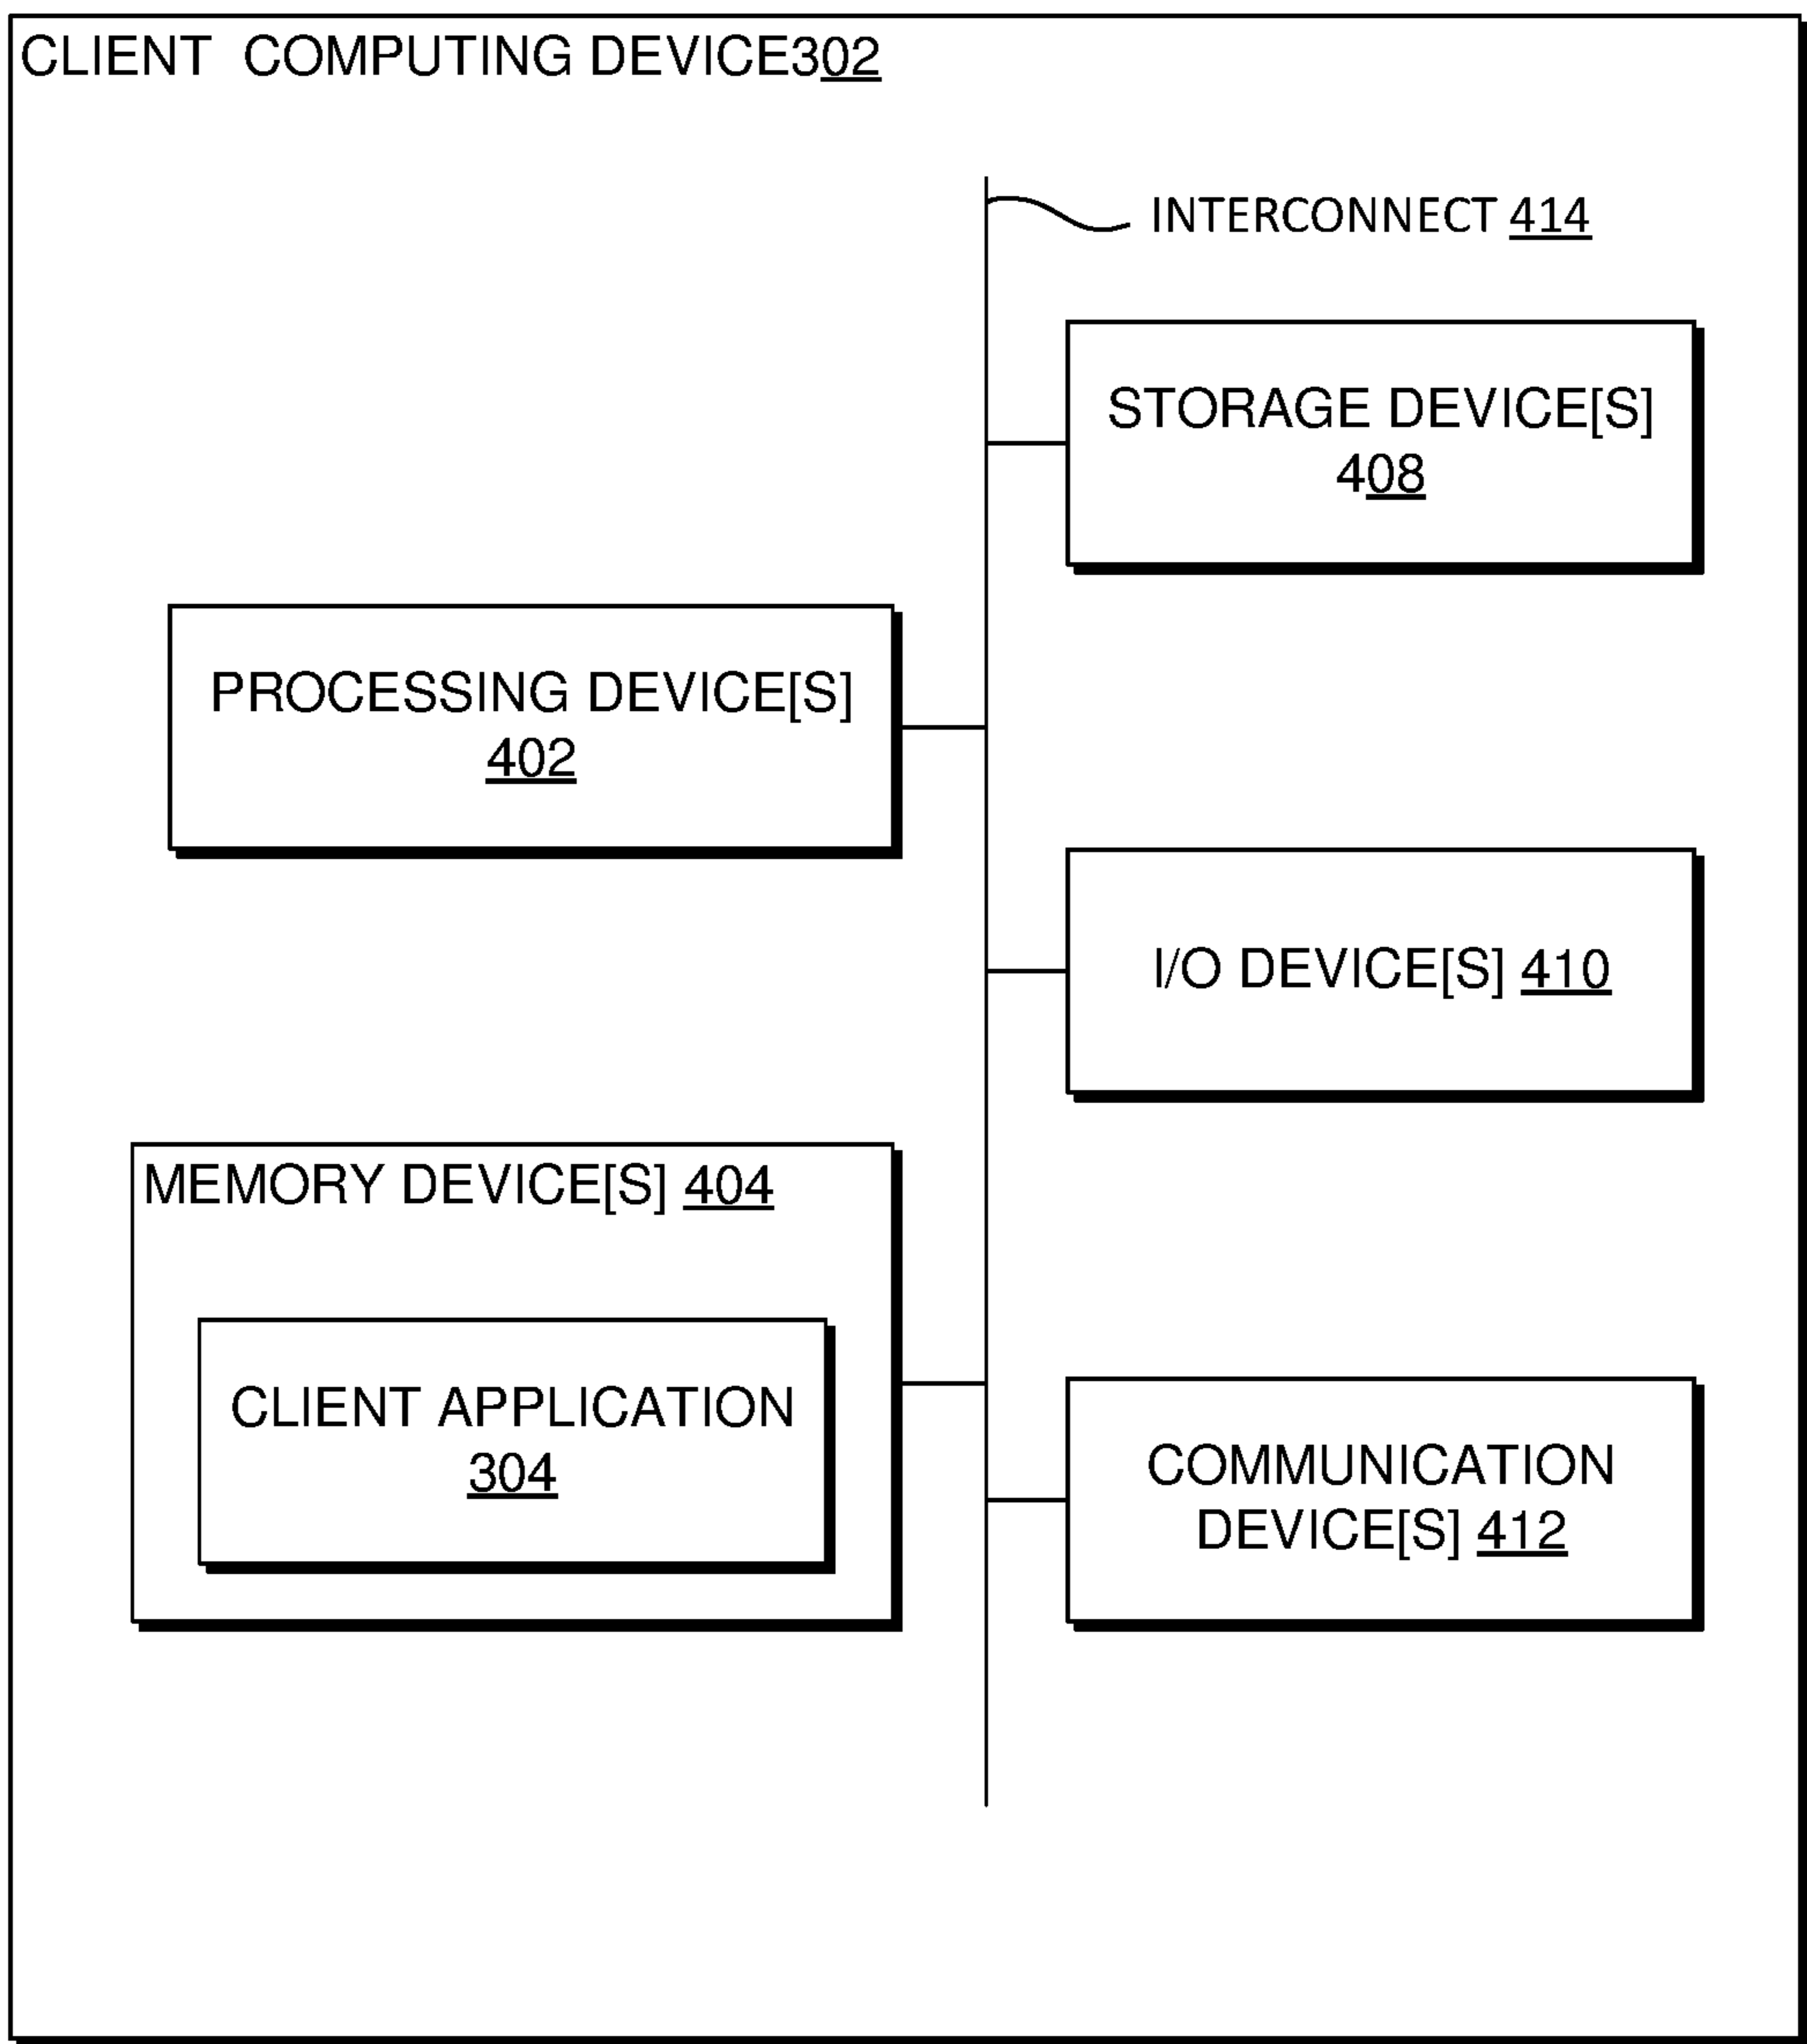 CLIENT COMPUTING DEVICE302
INTERCONNECT 414
STORAGE DEVICE[S]
408
PROCESSING DEVICE[S]
402
I/O DEVICE[S] 410
MEMORY DEVICE[S] 404
CLIENT APPLICATION
304
COMMUNICATION
DEVICE[S] 412